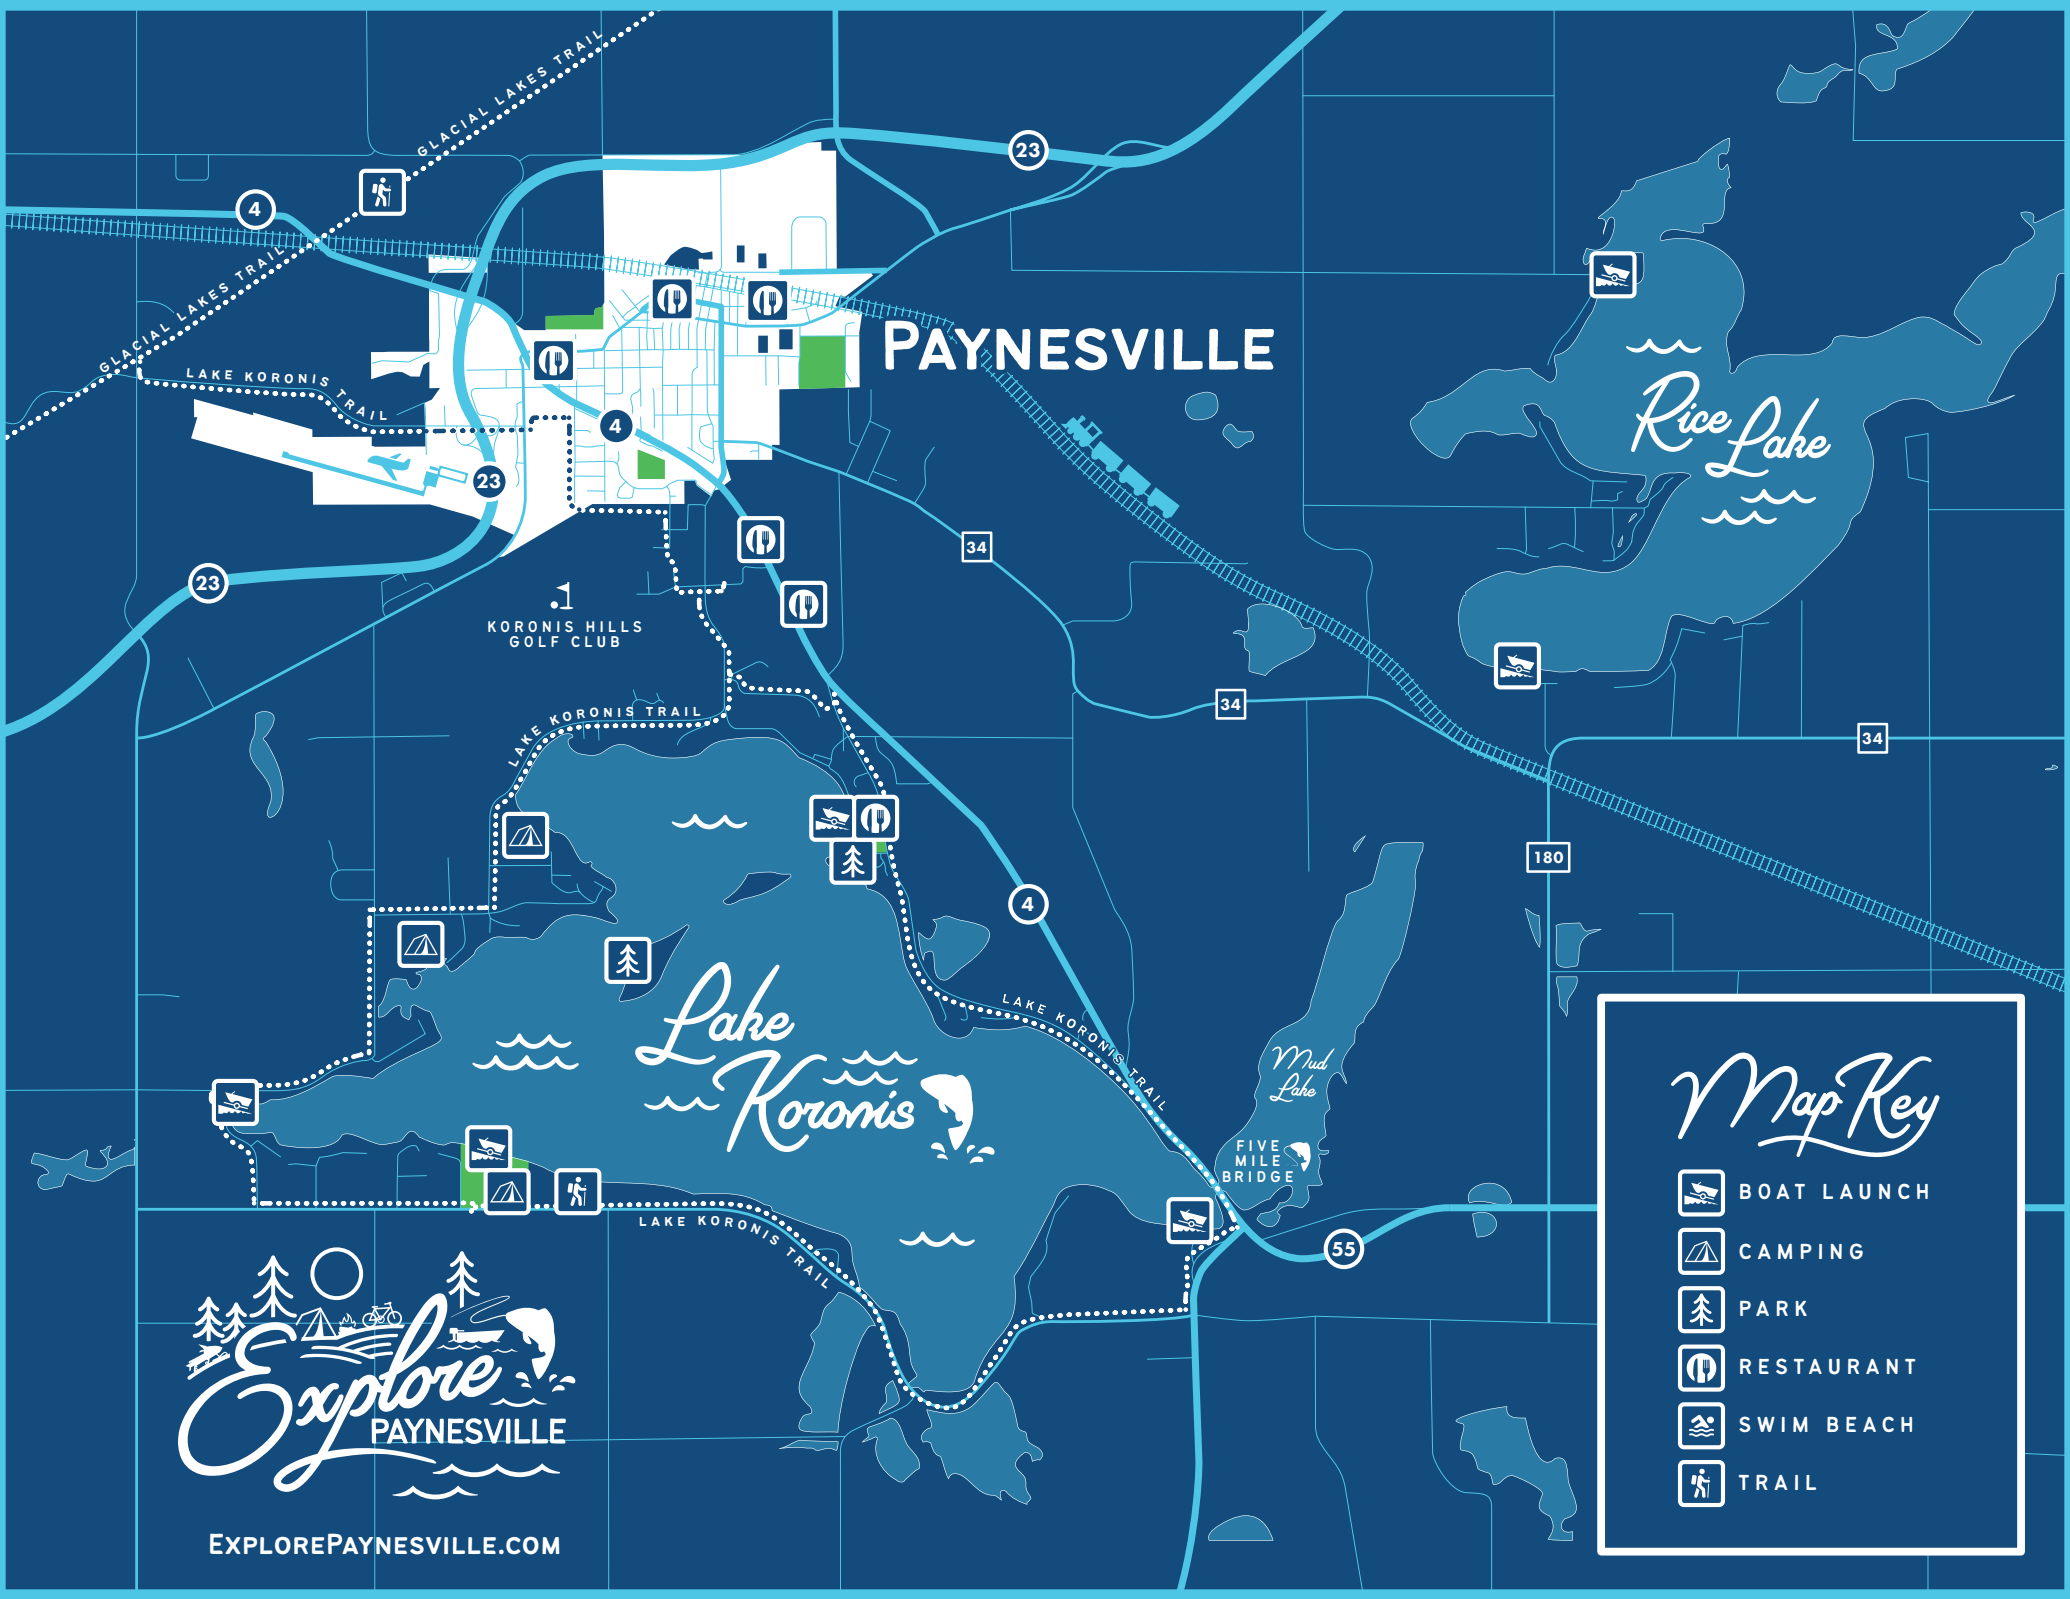 GLACIAL LAKES TRAIL
23
4
GLACIAL LAKES TRAIL
PAYNESVILLE
LAKE KORONIS TRAIL
Rice Lake
4
23
34
23
KORONIS HILLS
GOLF CLUB
34
LAKE KORONIS TRAIL
34
180
4
Lake
Koronis
LAKE KORONIS TRAIL
Mud
Lake
FIVE
MILE
BRIDGE
LAKE KORONIS TRAIL
55
Map Key
BOAT LAUNCH
CAMPING
PARK
RESTAURANT
SWIM BEACH
TRAIL
Explore
PAYNESVILLE
EXPLOREPAYNESVILLE.COM